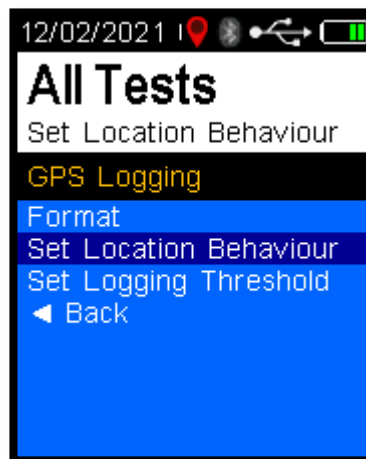 12/02/2021
All Tests
Set Location Behaviour
GPS Logging
Format
Set Location Behaviour
Set Logging Threshold
◄ Back